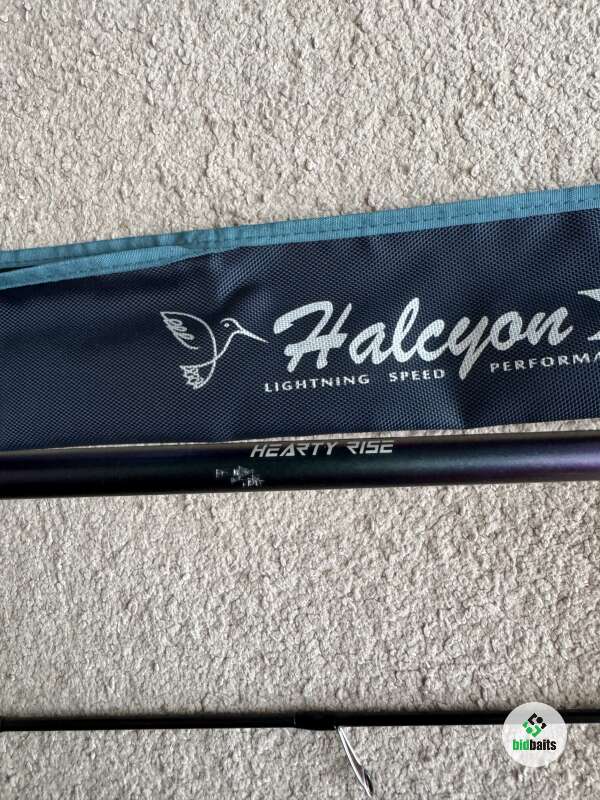 Halcyon
LIGHTNING SPEED PERFORMA
HEARTY RISE
bidbaits